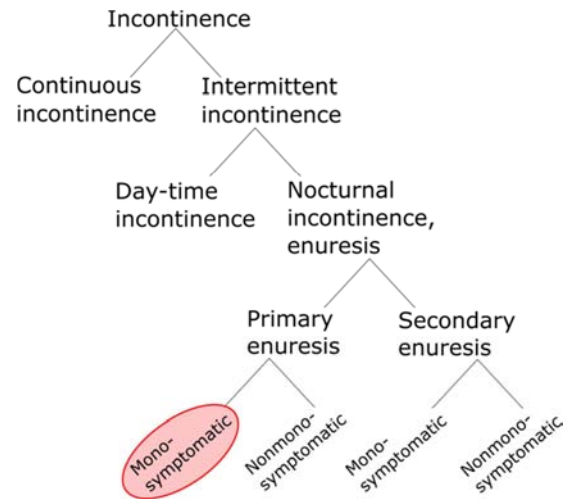 Incontinence
Continuous
incontinence
Intermittent
incontinence
Day-time
incontinence
Nocturnal
incontinence,
enuresis
Primary
enuresis
Secondary
enuresis
Mono-
symptomatic
Nonmono-
symptomatic
Mono-
symptomatic
Nonmono-
symptomatic